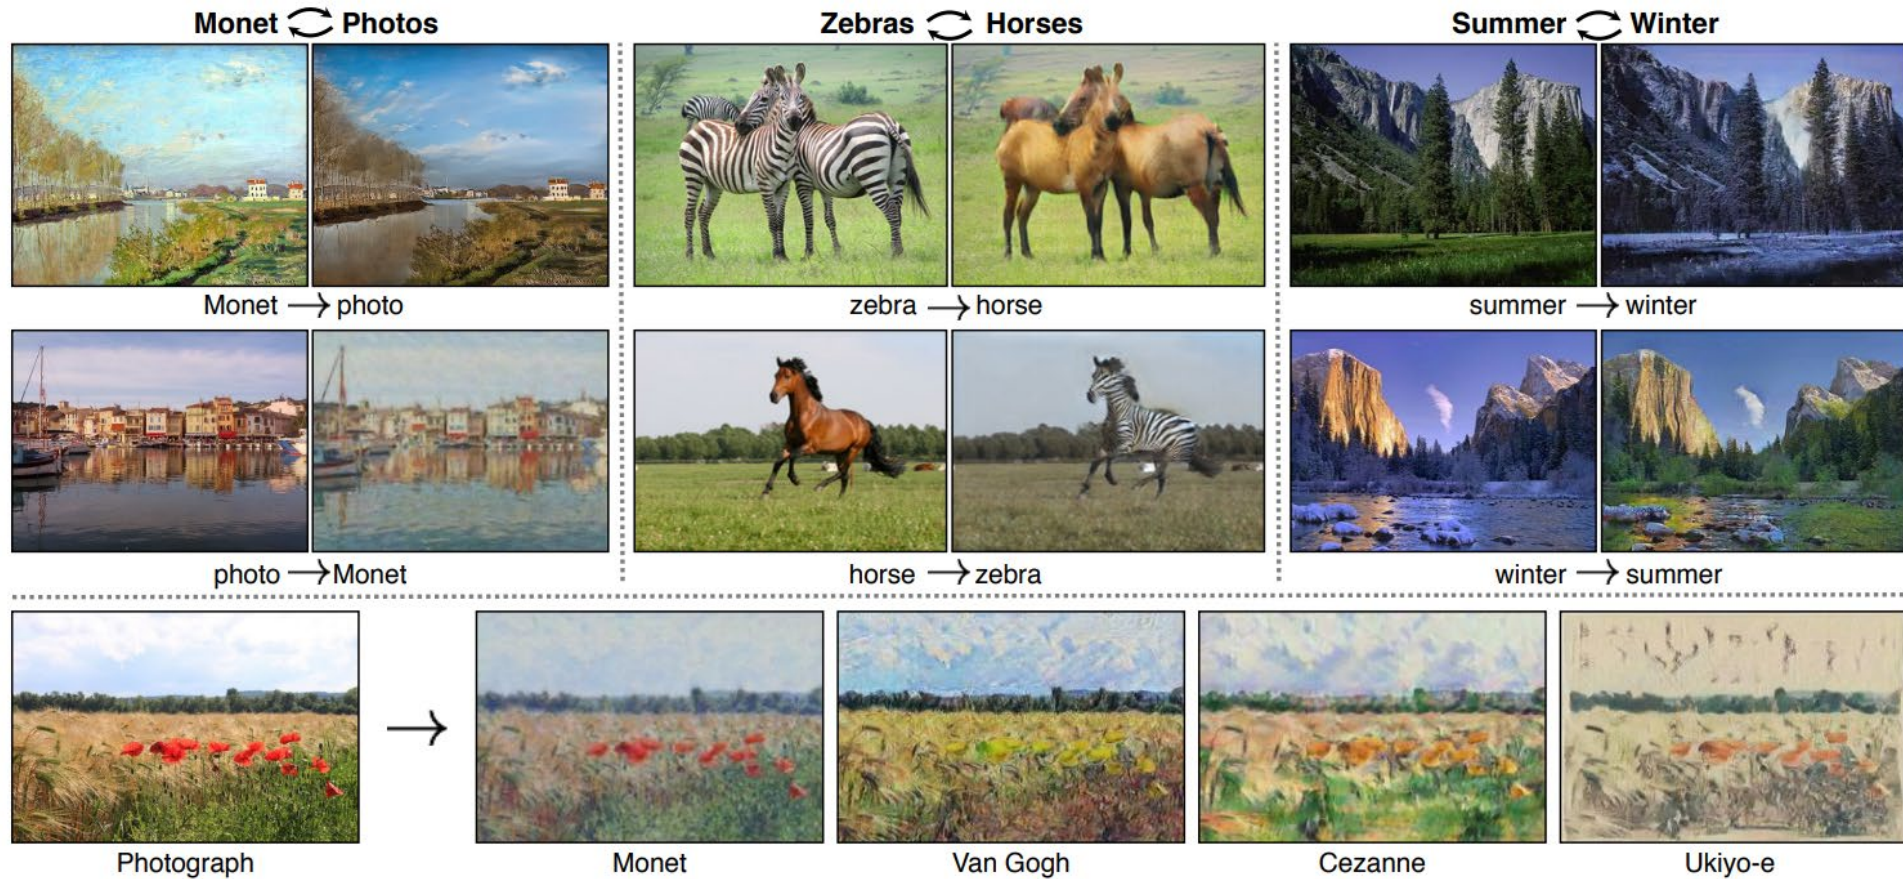 Monet ⇄ Photos
Zebras ⇄ Horses
Summer ⇄ Winter
Monet → photo
zebra → horse
summer → winter
photo → Monet
horse → zebra
winter → summer
Photograph
Monet
Van Gogh
Cezanne
Ukiyo-e